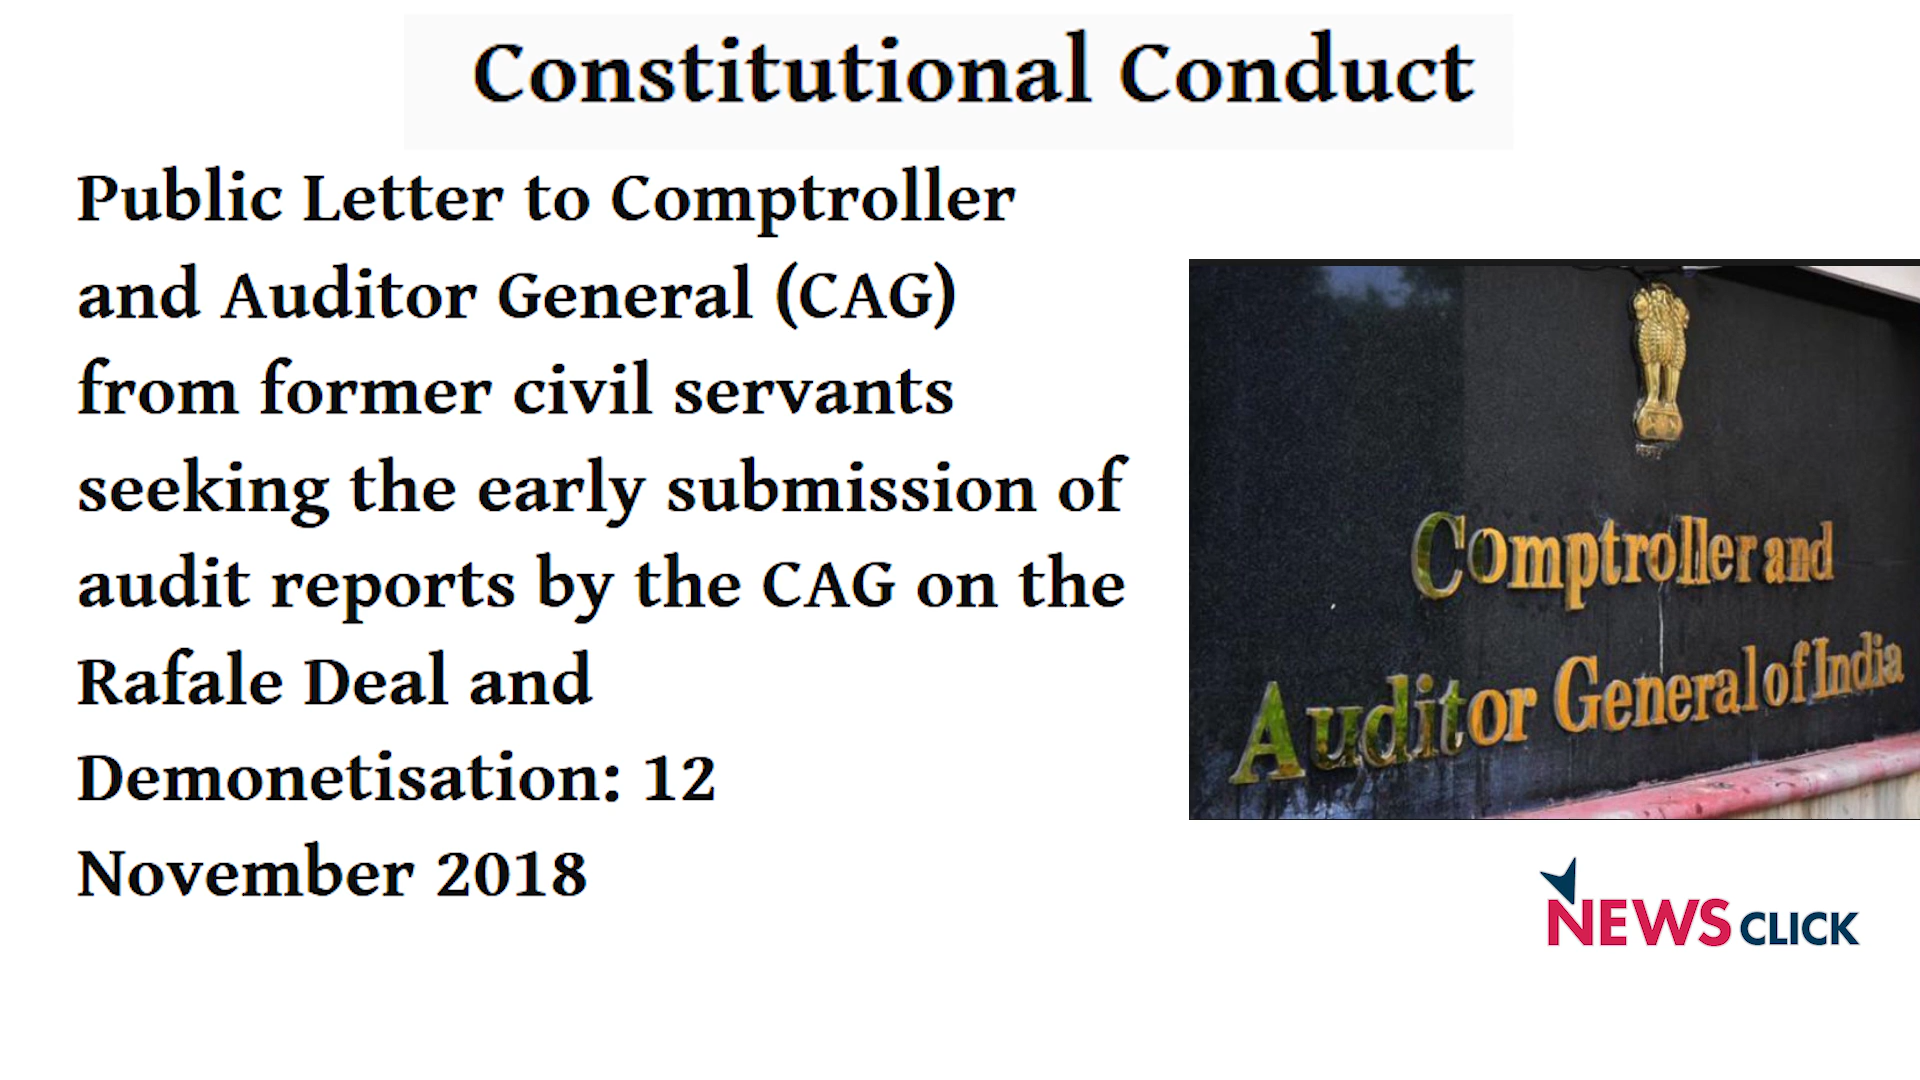 Constitutional Conduct
Public Letter to Comptroller
and Auditor General (CAG)
from former civil servants
seeking the early submission of
audit reports by the CAG on the
Rafale Deal and
Demonetisation: 12
November 2018
Comptroller and
Auditor General of India
NEWS CLICK